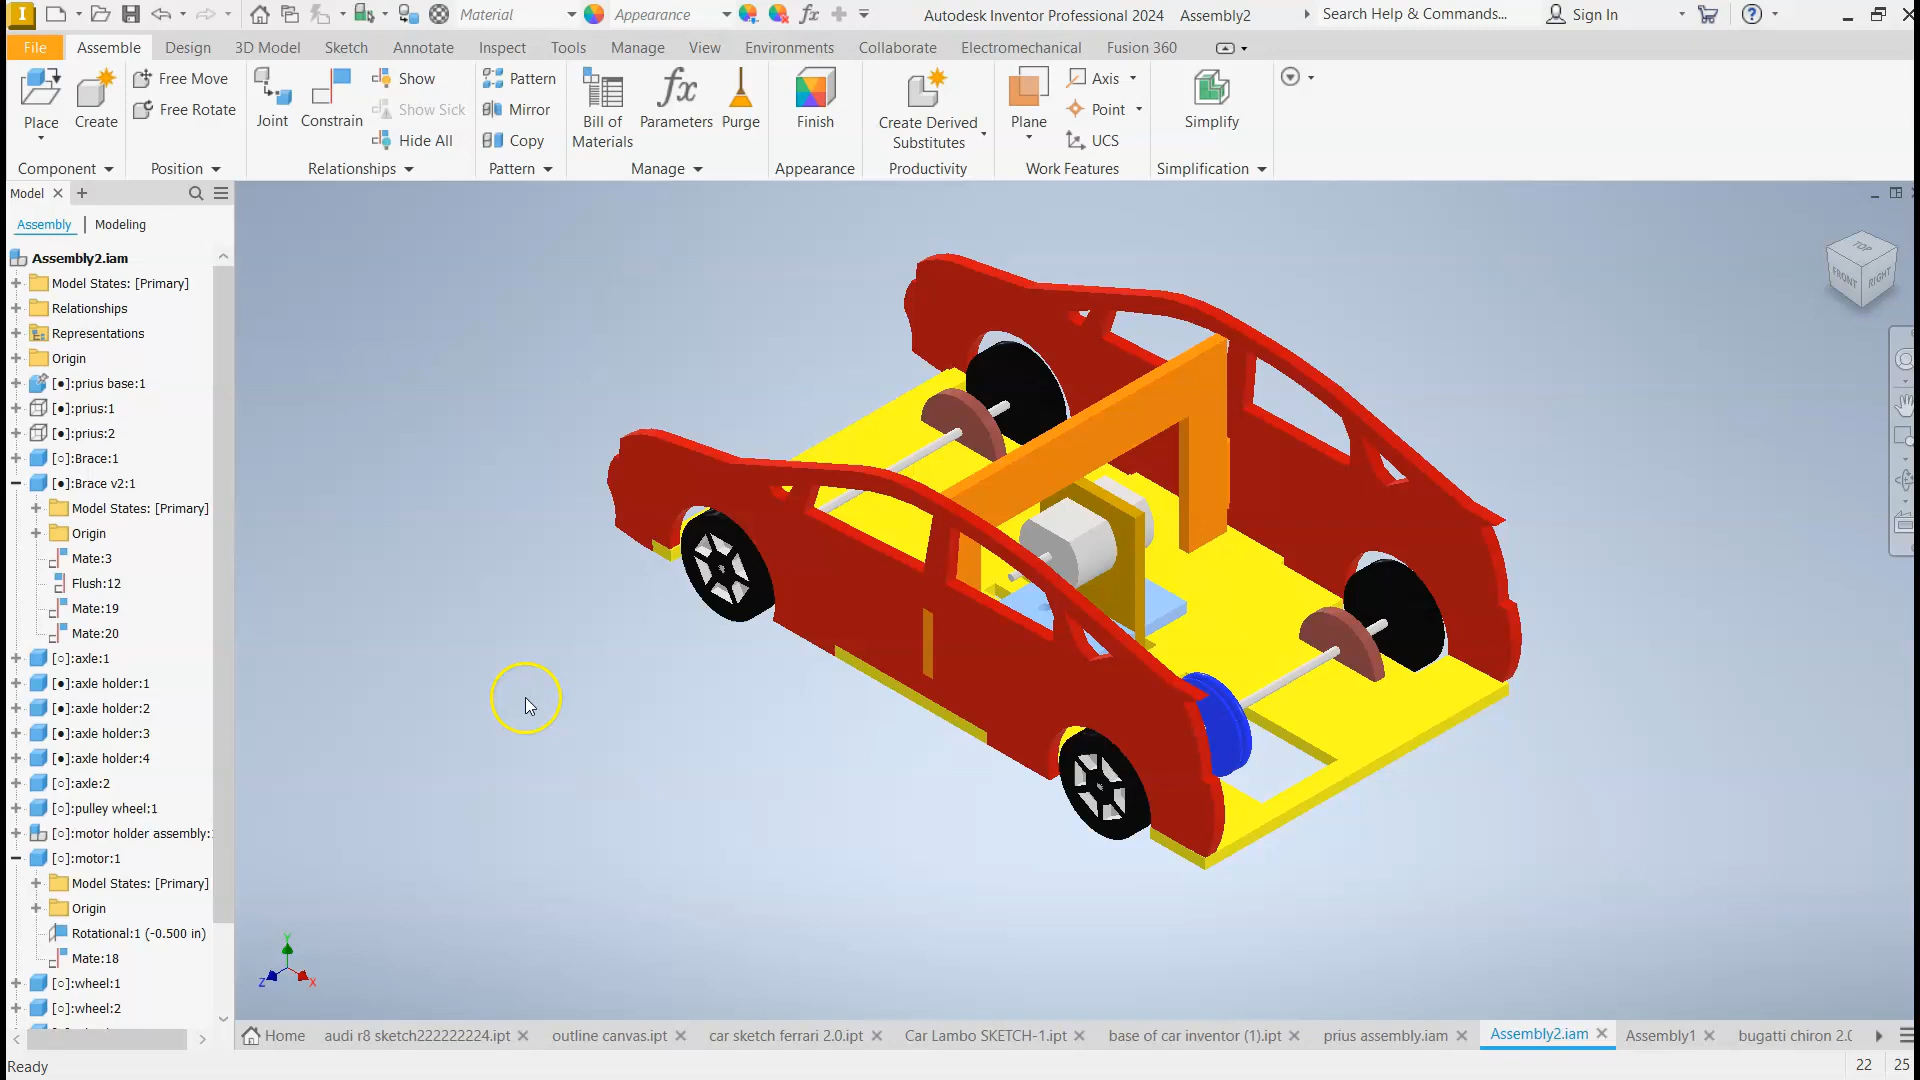 I Material Appearance fx Autodesk Inventor Professional 2024 Assembly2 Search Help & Commands... Sign In
File Assemble Design 3D Model Sketch Annotate Inspect Tools Manage View Environments Collaborate Electromechanical Fusion 360
Place
Create
Free Move
Free Rotate
Component Position
Joint
Constrain
Show
Show Sick
Hide All
Relationships
Pattern
Mirror
Copy
Pattern
Bill of
Materials
fx
Parameters
Purge
Manage
Finish
Appearance
Create Derived
Substitutes
Productivity
Plane
Axis
Point
UCS
Work Features
Simplify
Simplification
Model
Assembly Modeling
Assembly2.iam
Model States: [Primary]
Relationships
Representations
Origin
[●]:prius base:1
[●]:prius:1
[●]:prius:2
[○]:Brace:1
[●]:Brace v2:1
Model States: [Primary]
Origin
Mate:3
Flush:12
Mate:19
Mate:20
[○]:axle:1
[●]:axle holder:1
[●]:axle holder:2
[●]:axle holder:3
[●]:axle holder:4
[○]:axle:2
[○]:pulley wheel:1
[○]:motor holder assembly:
[○]:motor:1
Model States: [Primary]
Origin
Rotational:1 (-0.500 in)
Mate:18
[○]:wheel:1
[○]:wheel:2
TOP
FRONT RIGHT
Y
Z X
Home audi r8 sketch222222224.ipt outline canvas.ipt car sketch ferrari 2.0.ipt Car Lambo SKETCH-1.ipt base of car inventor (1).ipt prius assembly.iam Assembly2.iam Assembly1 bugatti chiron 2.0
Ready 22 25